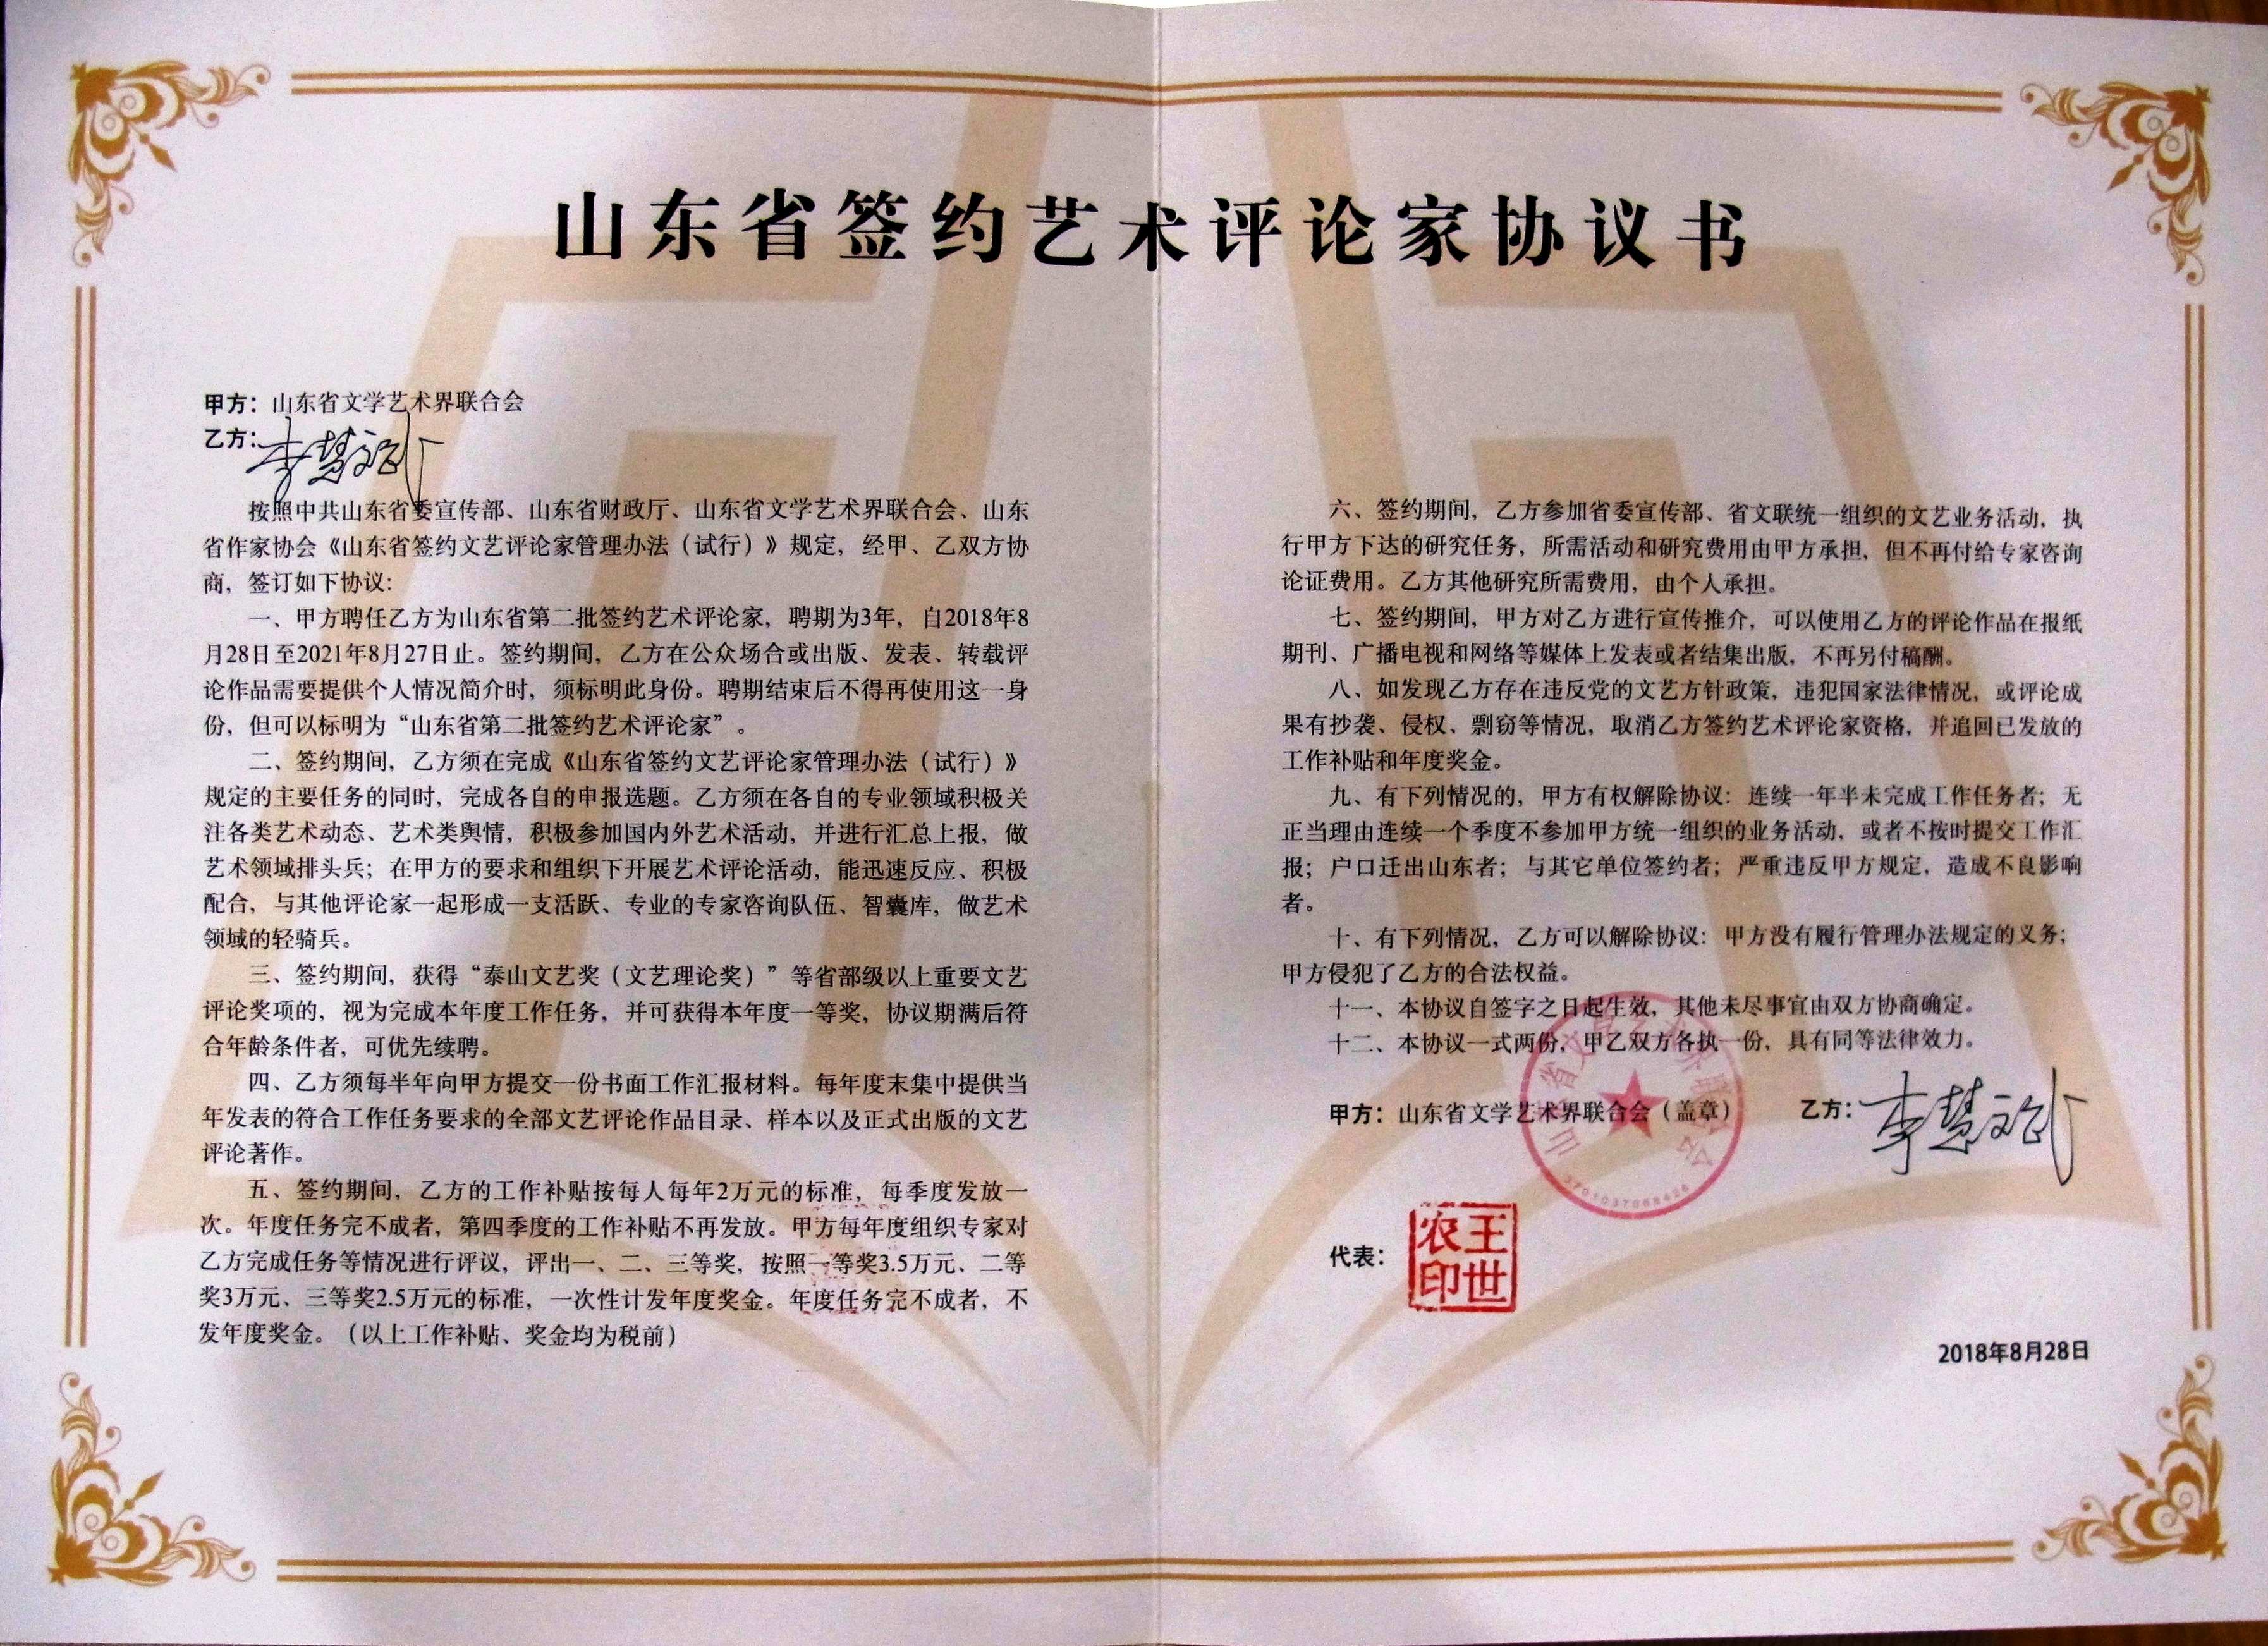 山东省签约艺术评论家协议书
甲方：山东省文学艺术界联合会
乙方：李慧斌
按照中共山东省委宣传部、山东省财政厅、山东省文学艺术界联合会、山东
省作家协会《山东省签约文艺评论家管理办法（试行）》规定，经甲、乙双方协
商，签订如下协议：
一、甲方聘任乙方为山东省第二批签约艺术评论家，聘期为3年，自2018年8
月28日至2021年8月27日止。签约期间，乙方在公众场合或出版、发表、转载评
论作品需要提供个人情况简介时，须标明此身份。聘期结束后不得再使用这一身
份，但可以标明为“山东省第二批签约艺术评论家”。
二、签约期间，乙方须在完成《山东省签约文艺评论家管理办法（试行）》
规定的主要任务的同时，完成各自的申报选题。乙方须在各自的专业领域积极关
注各类艺术动态、艺术类舆情，积极参加国内外艺术活动，并进行汇总上报，做
艺术领域排头兵；在甲方的要求和组织下开展艺术评论活动，能迅速反应、积极
配合，与其他评论家一起形成一支活跃、专业的专家咨询队伍、智囊库，做艺术
领域的轻骑兵。
三、签约期间，获得“泰山文艺奖（文艺理论奖）”等省部级以上重要文艺
评论奖项的，视为完成本年度工作任务，并可获得本年度一等奖，协议期满后符
合年龄条件者，可优先续聘。
四、乙方须每半年向甲方提交一份书面工作汇报材料。每年度末集中提供当
年发表的符合工作任务要求的全部文艺评论作品目录、样本以及正式出版的文艺
评论著作。
五、签约期间，乙方的工作补贴按每人每年2万元的标准，每季度发放一
次。年度任务完不成者，第四季度的工作补贴不再发放。甲方每年度组织专家对
乙方完成任务等情况进行评议，评出一、二、三等奖，按照一等奖3.5万元、二等
奖3万元、三等奖2.5万元的标准，一次性计发年度奖金。年度任务完不成者，不
发年度奖金。（以上工作补贴、奖金均为税前）
六、签约期间，乙方参加省委宣传部、省文联统一组织的文艺业务活动，执
行甲方下达的研究任务，所需活动和研究费用由甲方承担，但不再付给专家咨询
论证费用。乙方其他研究所需费用，由个人承担。
七、签约期间，甲方对乙方进行宣传推介，可以使用乙方的评论作品在报纸
期刊、广播电视和网络等媒体上发表或者结集出版，不再另付稿酬。
八、如发现乙方存在违反党的文艺方针政策，违犯国家法律情况，或评论成
果有抄袭、侵权、剽窃等情况，取消乙方签约艺术评论家资格，并追回已发放的
工作补贴和年度奖金。
九、有下列情况的，甲方有权解除协议：连续一年半未完成工作任务者；无
正当理由连续一个季度不参加甲方统一组织的业务活动，或者不按时提交工作汇
报；户口迁出山东者；与其它单位签约者；严重违反甲方规定，造成不良影响
者。
十、有下列情况，乙方可以解除协议：甲方没有履行管理办法规定的义务；
甲方侵犯了乙方的合法权益。
十一、本协议自签字之日起生效，其他未尽事宜由双方协商确定。
十二、本协议一式两份，甲乙双方各执一份，具有同等法律效力。
甲方：山东省文学艺术界联合会（盖章） 乙方：李慧斌
代表：王世农印
2018年8月28日